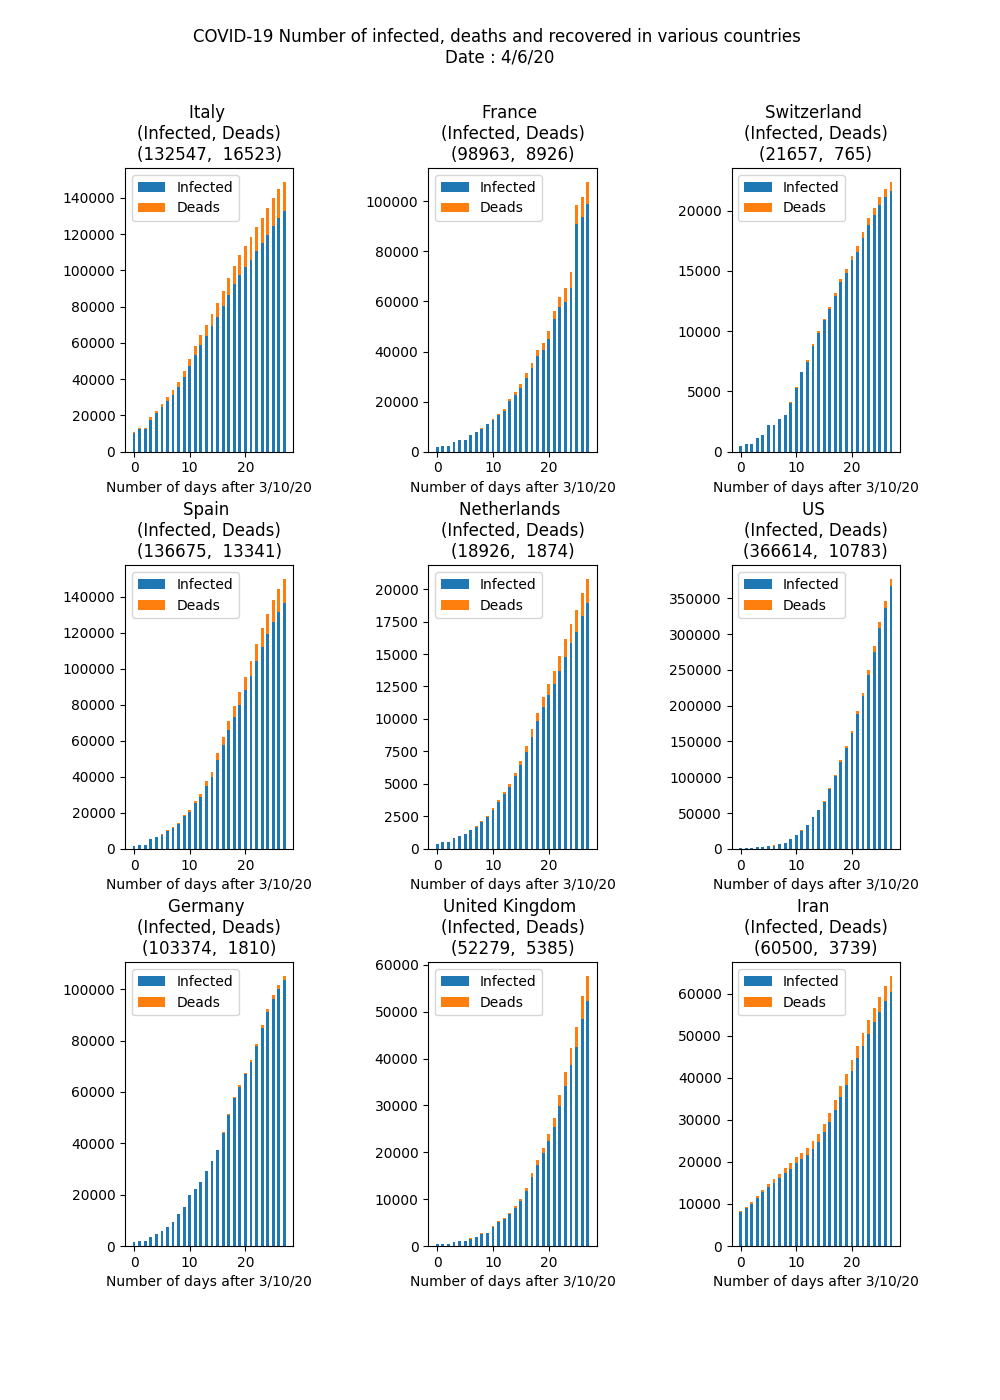 COVID-19 Number of infected, deaths and recovered in various countries
Date : 4/6/20
Italy
(Infected, Deads)
(132547,  16523)
Infected
Deads
140000
120000
100000
80000
60000
40000
20000
0
0 10 20
Number of days after 3/10/20
France
(Infected, Deads)
(98963,  8926)
Infected
Deads
100000
80000
60000
40000
20000
0
0 10 20
Number of days after 3/10/20
Switzerland
(Infected, Deads)
(21657,  765)
Infected
Deads
20000
15000
10000
5000
0
0 10 20
Number of days after 3/10/20
Spain
(Infected, Deads)
(136675,  13341)
Infected
Deads
140000
120000
100000
80000
60000
40000
20000
0
0 10 20
Number of days after 3/10/20
Netherlands
(Infected, Deads)
(18926,  1874)
Infected
Deads
20000
17500
15000
12500
10000
7500
5000
2500
0
0 10 20
Number of days after 3/10/20
US
(Infected, Deads)
(366614,  10783)
Infected
Deads
350000
300000
250000
200000
150000
100000
50000
0
0 10 20
Number of days after 3/10/20
Germany
(Infected, Deads)
(103374,  1810)
Infected
Deads
100000
80000
60000
40000
20000
0
0 10 20
Number of days after 3/10/20
United Kingdom
(Infected, Deads)
(52279,  5385)
Infected
Deads
60000
50000
40000
30000
20000
10000
0
0 10 20
Number of days after 3/10/20
Iran
(Infected, Deads)
(60500,  3739)
Infected
Deads
60000
50000
40000
30000
20000
10000
0
0 10 20
Number of days after 3/10/20